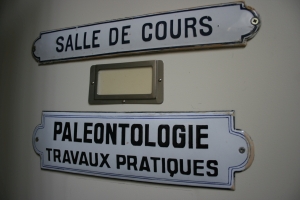 SALLE DE COURS
PALEONTOLOGIE
TRAVAUX PRATIQUES